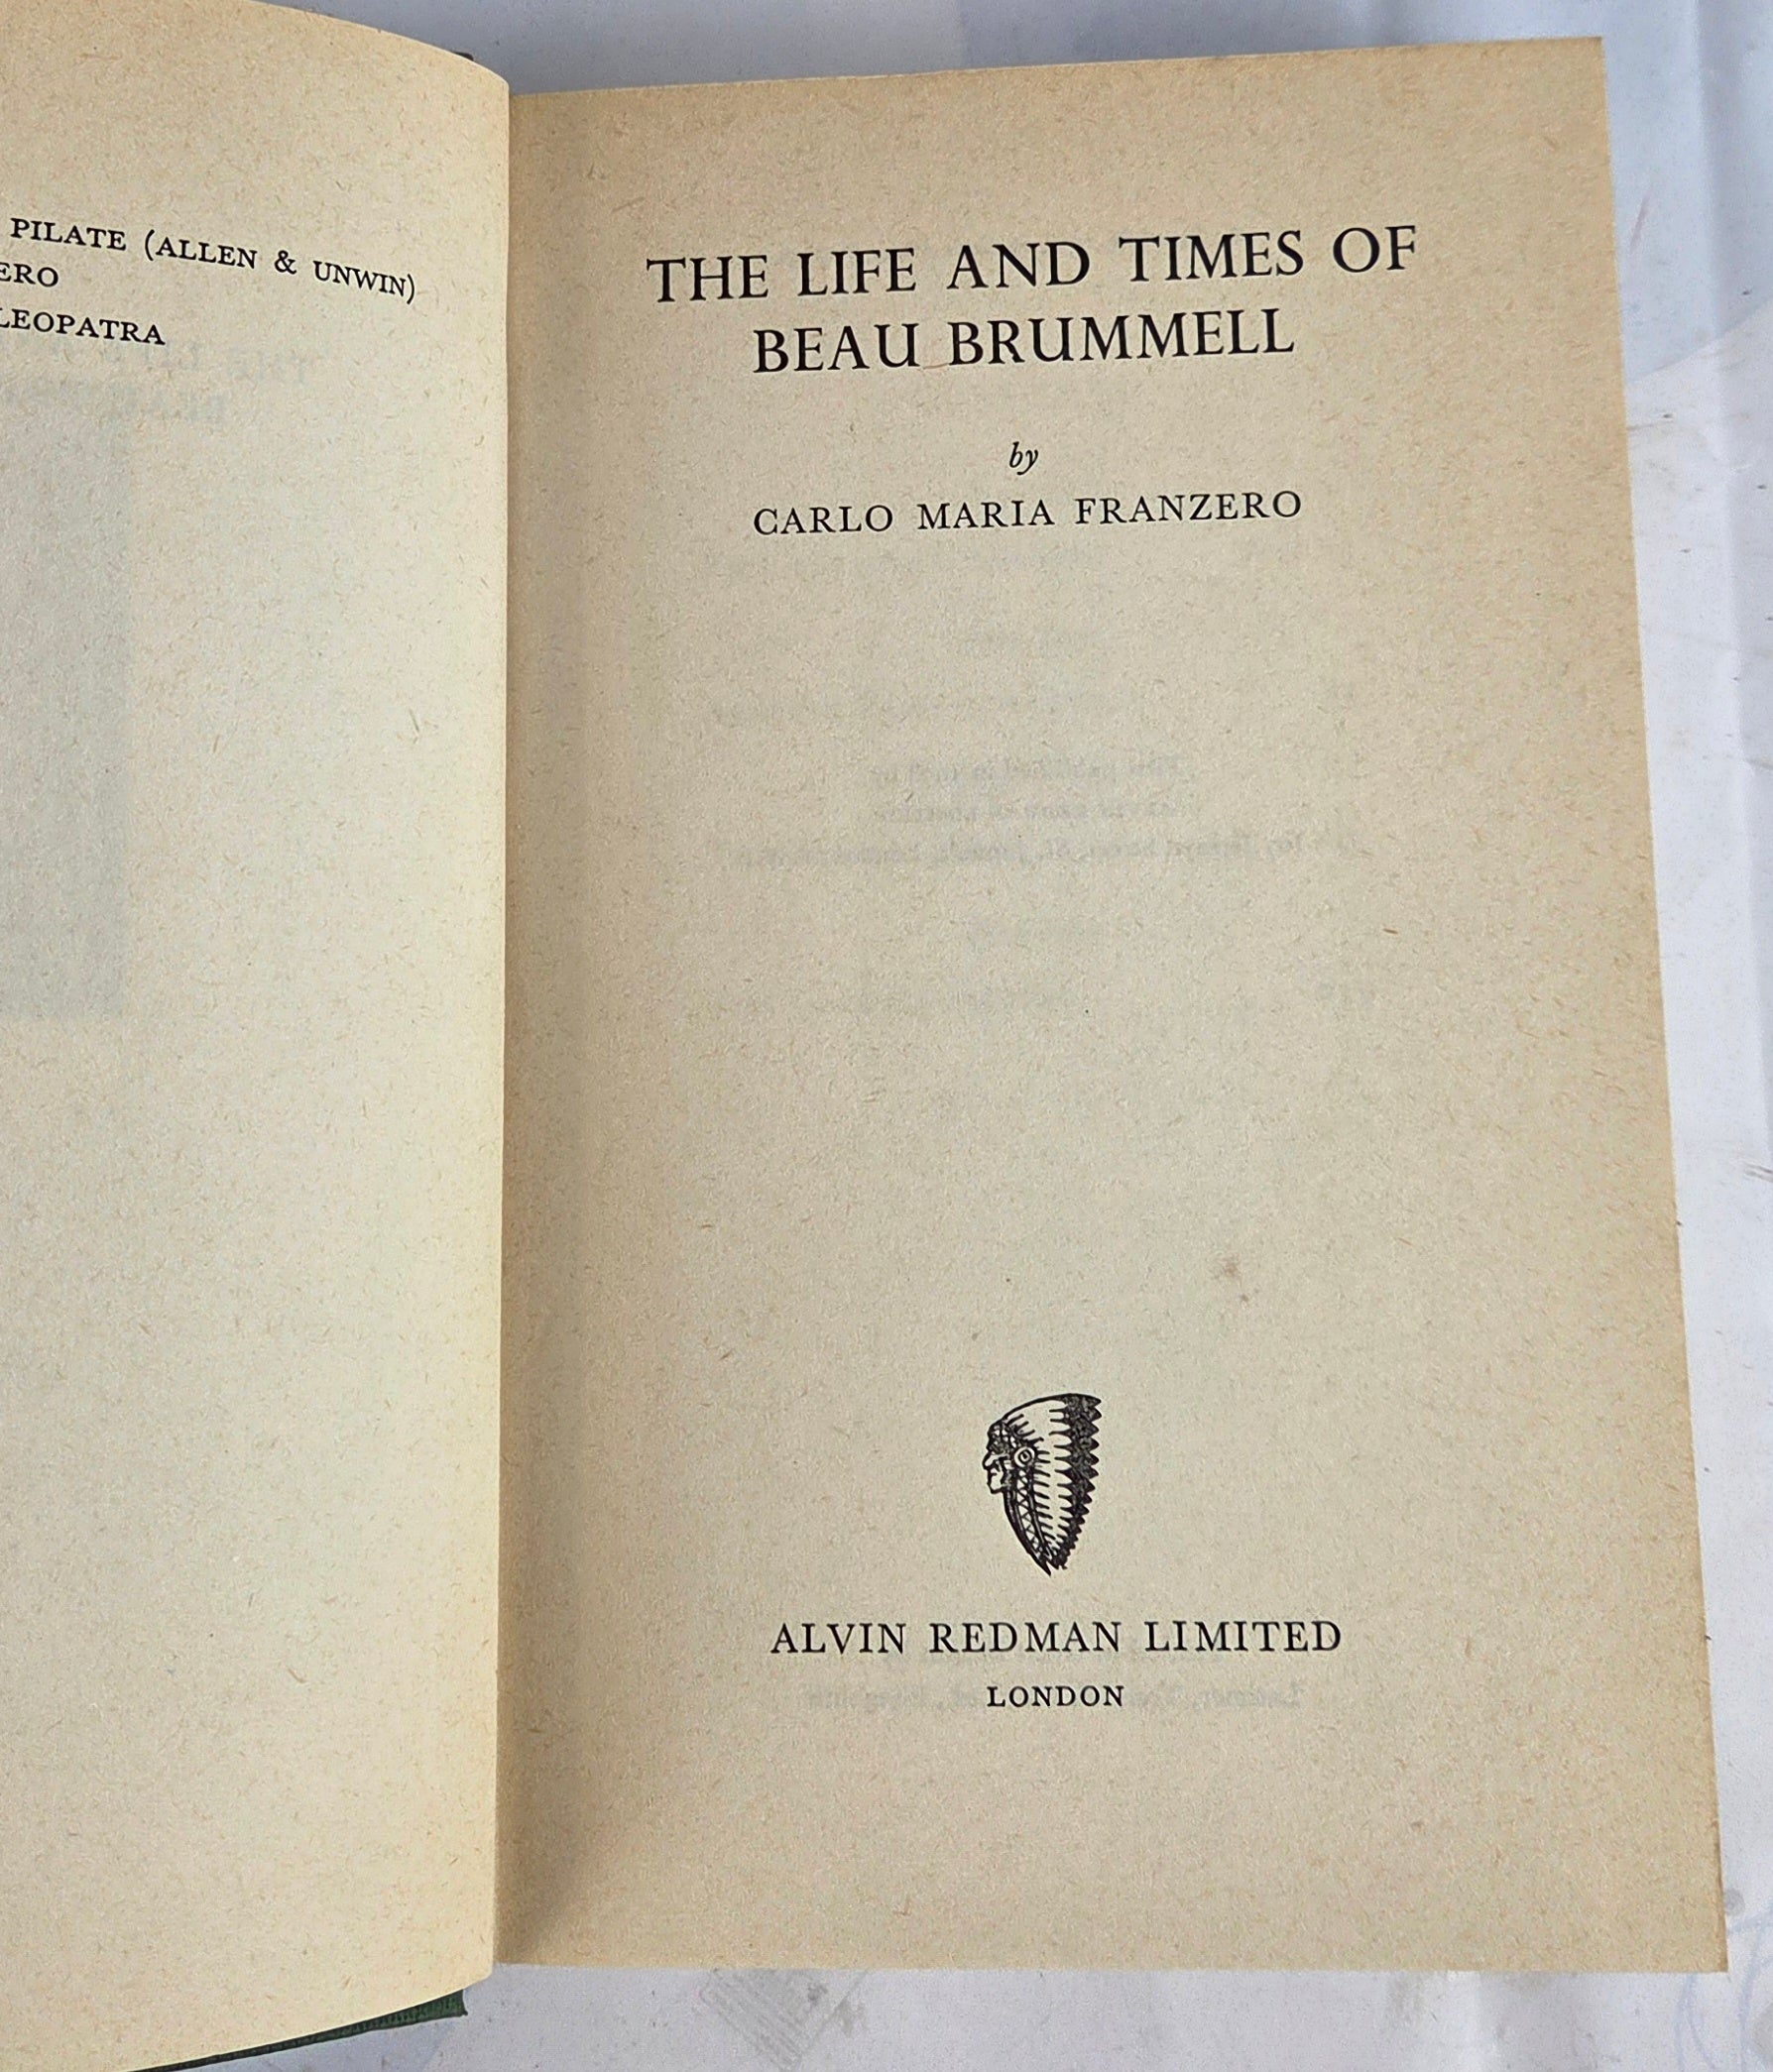 PILATE (ALLEN & UNWIN)
ERO
LEOPATRA
THE LIFE AND TIMES OF
BEAU BRUMMELL
by
CARLO MARIA FRANZERO
ALVIN REDMAN LIMITED
LONDON